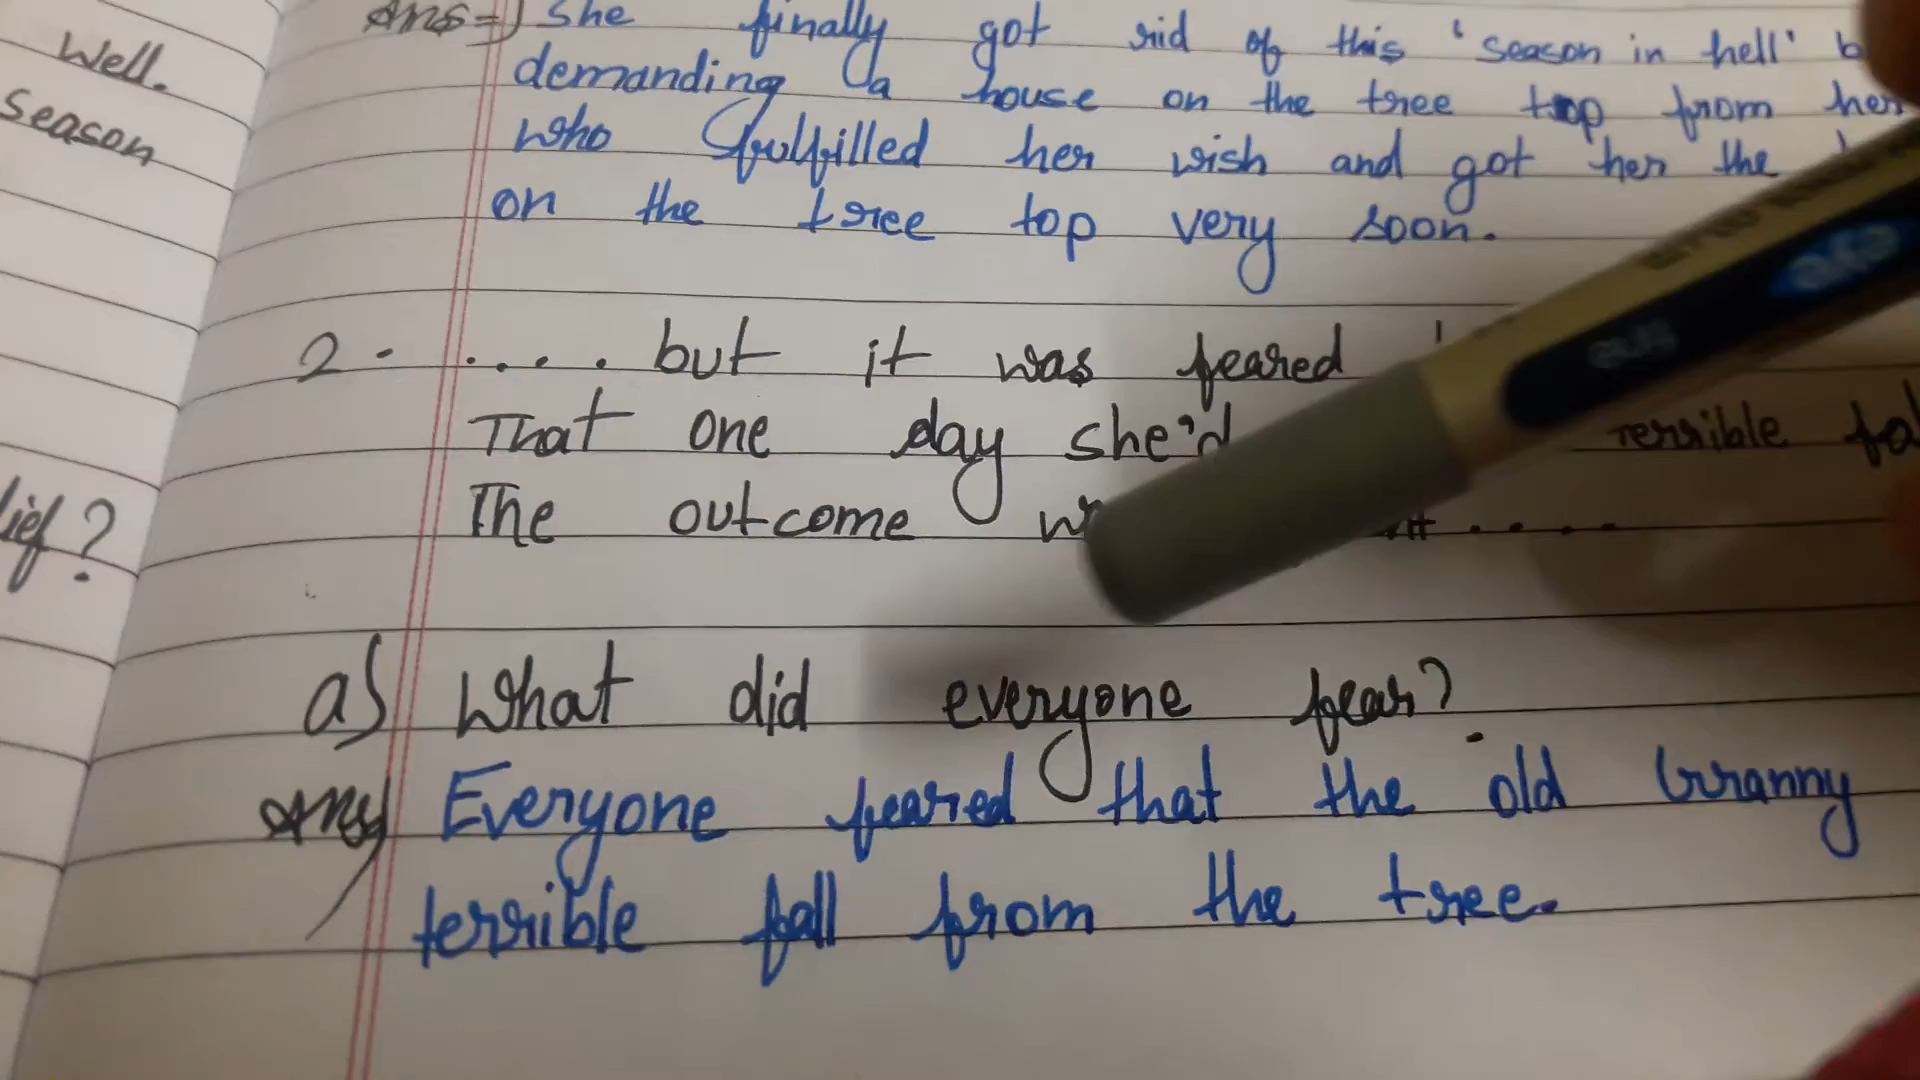 Well.
season
lief?
Ans=) She finally got rid of this 'season in hell'
demanding a house on the tree top from her
who fulfilled her wish and got her the
on the tree top very soon.
2. .... but it was feared
That one day she'd terrible
The outcome
a) What did everyone fear?
Ans) Everyone feared that the old Granny
terrible fall from the tree.